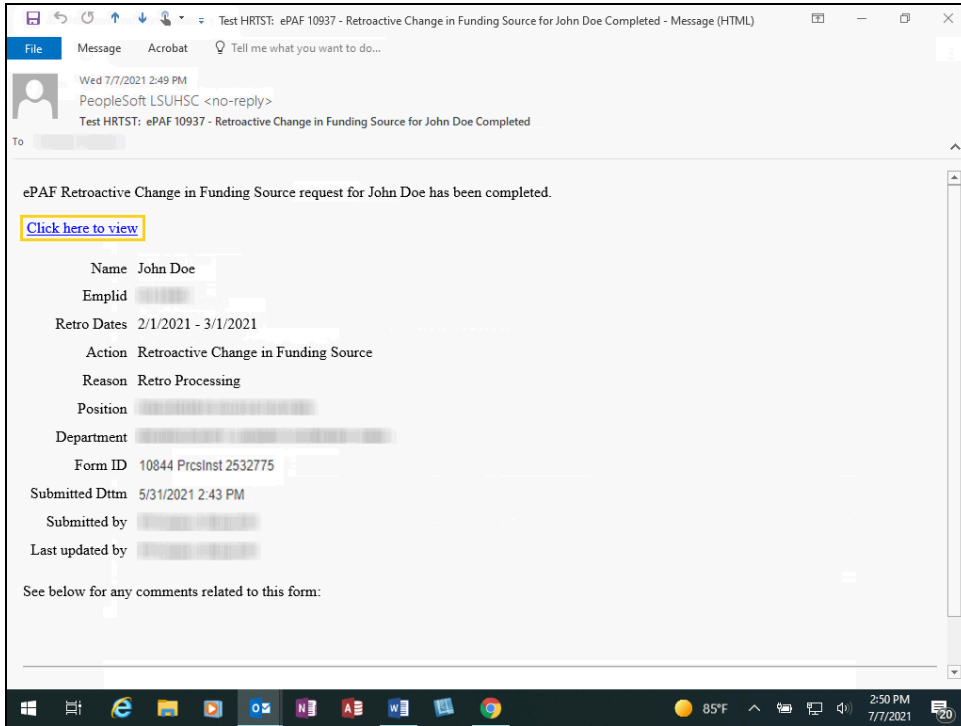 Test HRTST: ePAF 10937 - Retroactive Change in Funding Source for John Doe Completed - Message (HTML)
File Message Acrobat Tell me what you want to do...
Wed 7/7/2021 2:49 PM
PeopleSoft LSUHSC <no-reply>
Test HRTST: ePAF 10937 - Retroactive Change in Funding Source for John Doe Completed
To
ePAF Retroactive Change in Funding Source request for John Doe has been completed.
Click here to view
Name John Doe
Emplid
Retro Dates 2/1/2021 - 3/1/2021
Action Retroactive Change in Funding Source
Reason Retro Processing
Position
Department
Form ID 10844 PrcsInst 2532775
Submitted Dttm 5/31/2021 2:43 PM
Submitted by
Last updated by
See below for any comments related to this form:
85°F 2:50 PM
7/7/2021
20